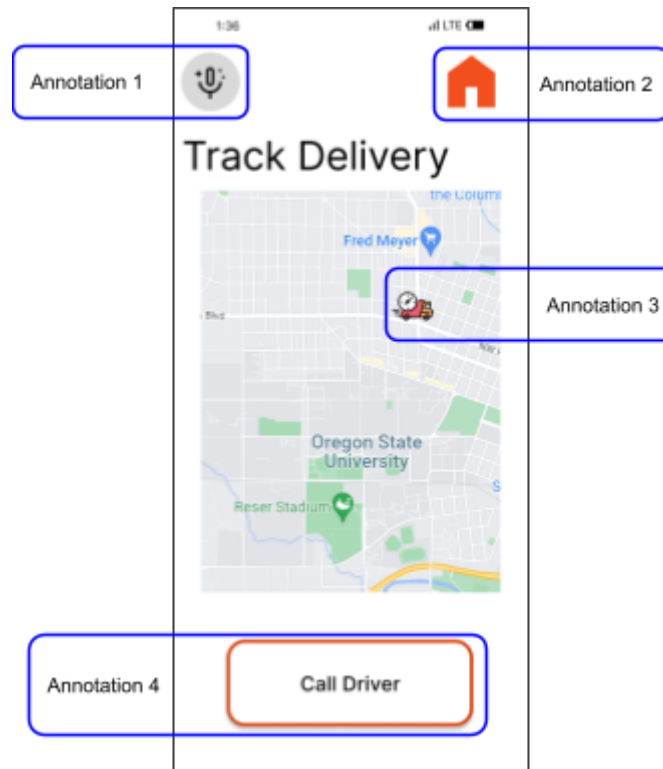 1:36
LTE
Annotation 1
Annotation 2
Track Delivery
the Colum
Fred Meyer
Annotation 3
Blvd
Oregon State
University
S
Reser Stadium
Annotation 4
Call Driver